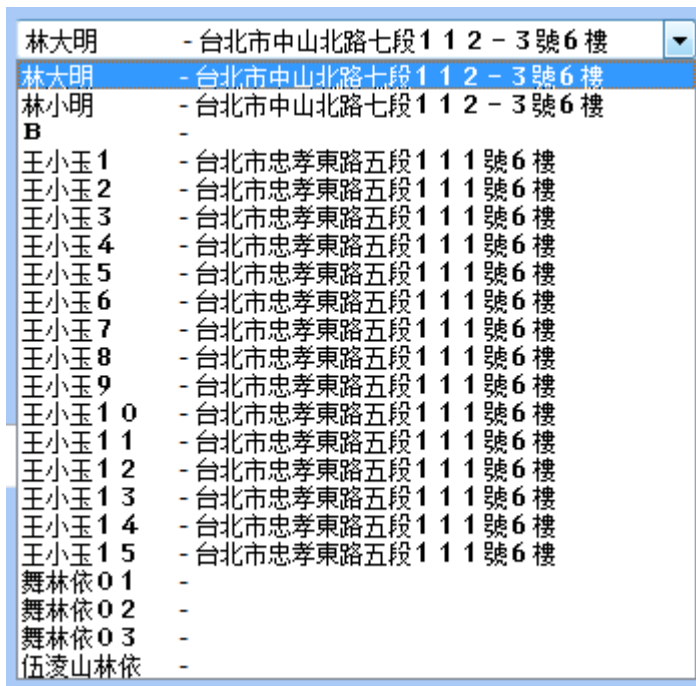 林大明 - 台北市中山北路七段112-3號6樓
林大明 - 台北市中山北路七段112-3號6樓
林小明 - 台北市中山北路七段112-3號6樓
B -
王小玉1 - 台北市忠孝東路五段111號6樓
王小玉2 - 台北市忠孝東路五段111號6樓
王小玉3 - 台北市忠孝東路五段111號6樓
王小玉4 - 台北市忠孝東路五段111號6樓
王小玉5 - 台北市忠孝東路五段111號6樓
王小玉6 - 台北市忠孝東路五段111號6樓
王小玉7 - 台北市忠孝東路五段111號6樓
王小玉8 - 台北市忠孝東路五段111號6樓
王小玉9 - 台北市忠孝東路五段111號6樓
王小玉10 - 台北市忠孝東路五段111號6樓
王小玉11 - 台北市忠孝東路五段111號6樓
王小玉12 - 台北市忠孝東路五段111號6樓
王小玉13 - 台北市忠孝東路五段111號6樓
王小玉14 - 台北市忠孝東路五段111號6樓
王小玉15 - 台北市忠孝東路五段111號6樓
舞林依01 -
舞林依02 -
舞林依03 -
伍淩山林依 -